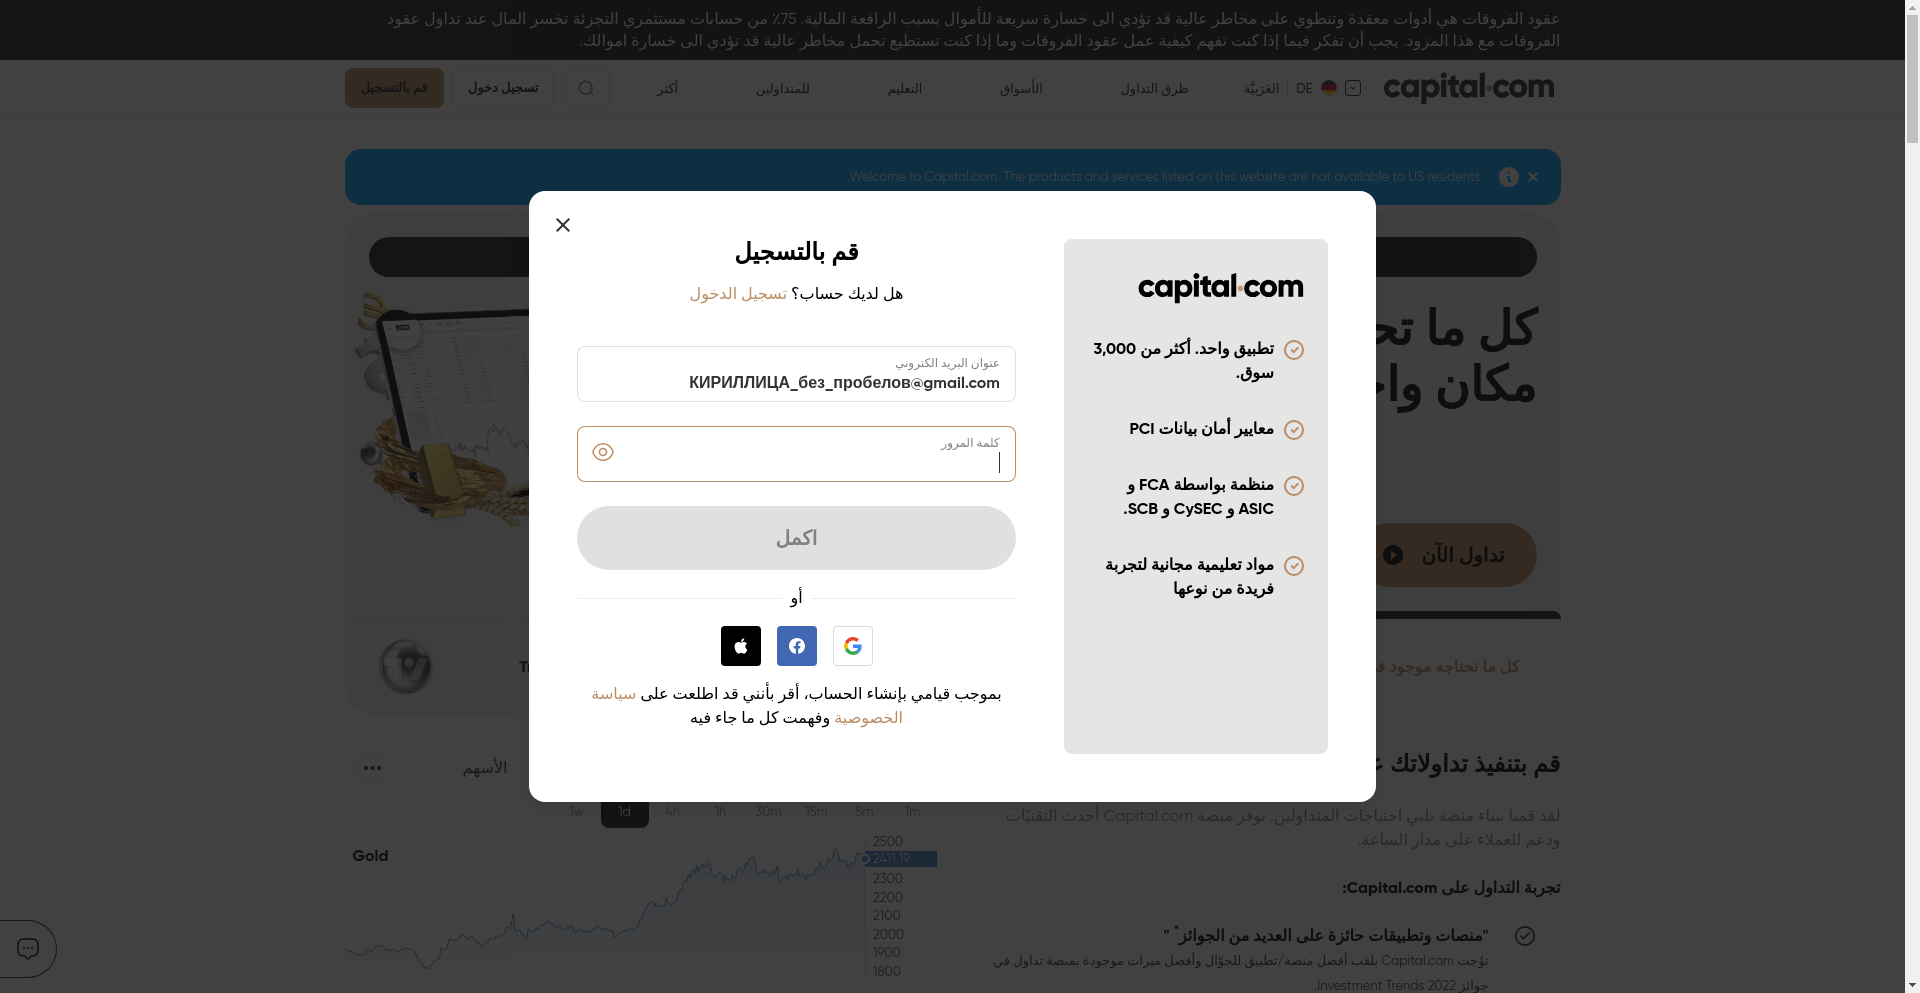 عقود الفروقات هي أدوات معقدة وتنطوي على مخاطر عالية قد تؤدي الى خسارة سريعة للأموال بسبب الرافعة المالية. 75٪ من حسابات مستثمري التجزئة تخسر المال عند تداول عقود
الفروقات مع هذا المزود. يجب أن تفكر فيما إذا كنت تفهم كيفية عمل عقود الفروقات وما إذا كنت تستطيع تحمل مخاطر عالية قد تؤدي الى خسارة اموالك.
capital.com
DE
العَرَبِيَّة
طرق التداول
الأسواق
التعليم
للمتداولين
أكثر
تسجيل دخول
قم بالتسجيل
Welcome to Capital.com. The products and services listed on this website are not available to US residents.
كل ما تح
مكان واح
تداول الآن
كل ما تحتاجه موجود ف
capital.com
تطبيق واحد. أكثر من 3,000
سوق.
معايير أمان بيانات PCI
منظمة بواسطة FCA و
ASIC و CySEC و SCB.
مواد تعليمية مجانية لتجربة
فريدة من نوعها
قم بالتسجيل
هل لديك حساب؟ تسجيل الدخول
عنوان البريد الكتروني
КИРИЛЛИЦА_без_пробелов@gmail.com
كلمة المرور
اكمل
أو
بموجب قيامي بإنشاء الحساب، أقر بأنني قد اطلعت على سياسة
الخصوصية وفهمت كل ما جاء فيه
قم بتنفيذ تداولاتك
لقد قمنا ببناء منصة تلبي احتياجات المتداولين. توفر منصة Capital.com أحدث التقنيّات
ودعم للعملاء على مدار الساعة.
تجربة التداول على Capital.com:
"منصات وتطبيقات حائزة على العديد من الجوائز* "
توُجت Capital.com بلقب أفضل منصة/تطبيق للجوّال وأفضل ميزات موجودة بمنصة تداول في
جوائز Investment Trends 2022.
الأسهم
1w 1d 4h 1h 30m 15m 5m 1m
Gold
2500
2411.19
2300
2200
2100
2000
1900
1800